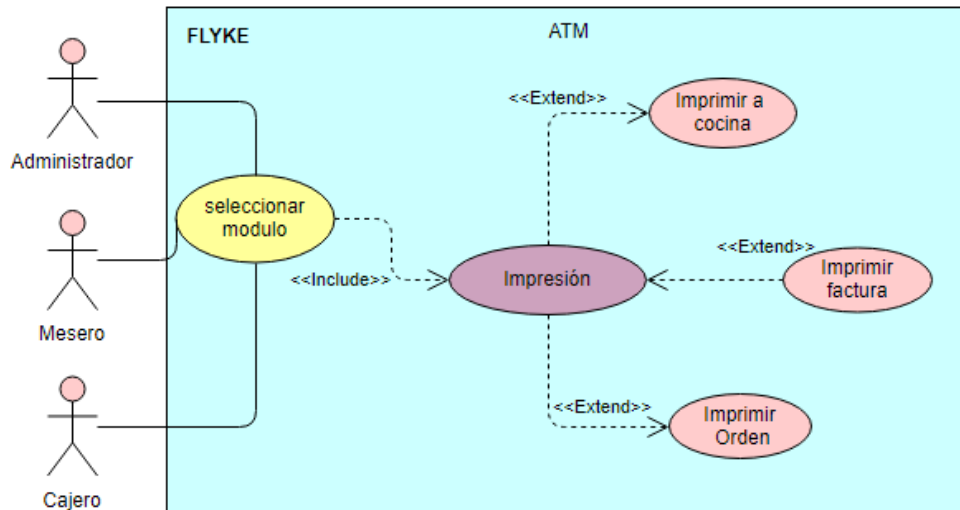 FLYKE
ATM
Administrador
<<Extend>>
Imprimir a
cocina
seleccionar
modulo
Mesero
<<Include>>
Impresión
<<Extend>>
Imprimir
factura
<<Extend>>
Imprimir
Orden
Cajero